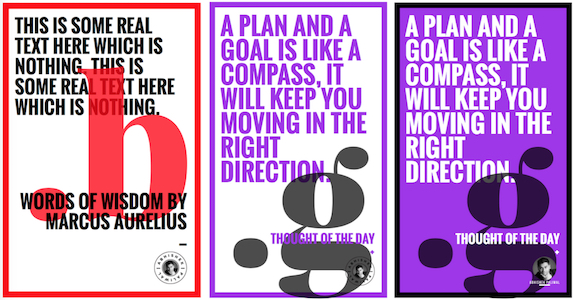 THIS IS SOME REAL
TEXT HERE WHICH IS
NOTHING. THIS IS
SOME REAL TEXT HERE
WHICH IS NOTHING.
.b
WORDS OF WISDOM BY
MARCUS AURELIUS
A PLAN AND A
GOAL IS LIKE A
COMPASS, IT
WILL KEEP YOU
MOVING IN THE
RIGHT
DIRECTION.
.g
THOUGHT OF THE DAY
A PLAN AND A
GOAL IS LIKE A
COMPASS, IT
WILL KEEP YOU
MOVING IN THE
RIGHT
DIRECTION.
.g
THOUGHT OF THE DAY